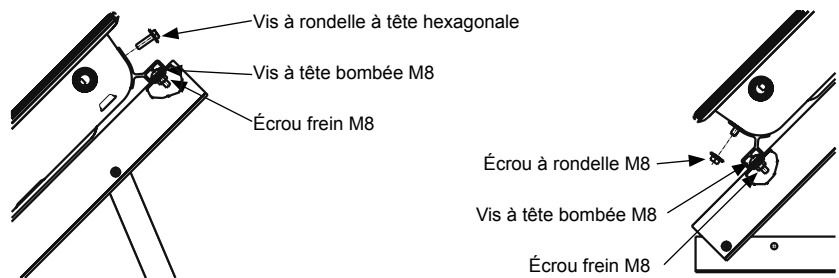 Vis à rondelle à tête hexagonale
Vis à tête bombée M8
Écrou frein M8
Écrou à rondelle M8
Vis à tête bombée M8
Écrou frein M8